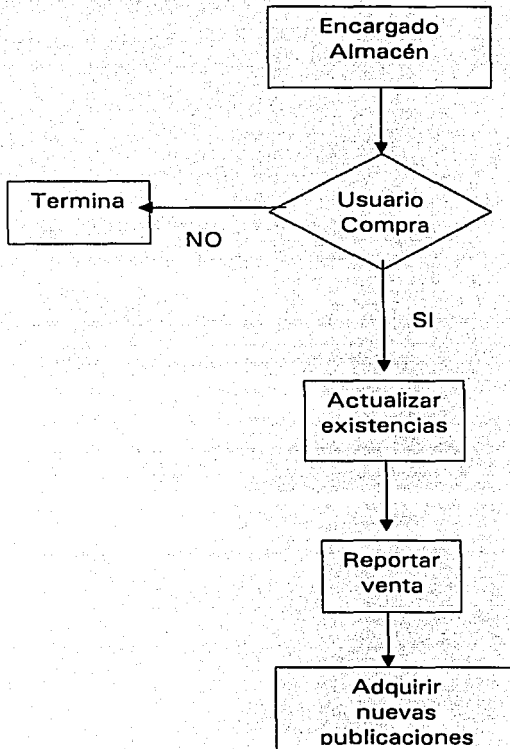 Encargado
Almacén
Usuario
Compra
Termina
NO
SI
Actualizar
existencias
Reportar
venta
Adquirir
nuevas
publicaciones